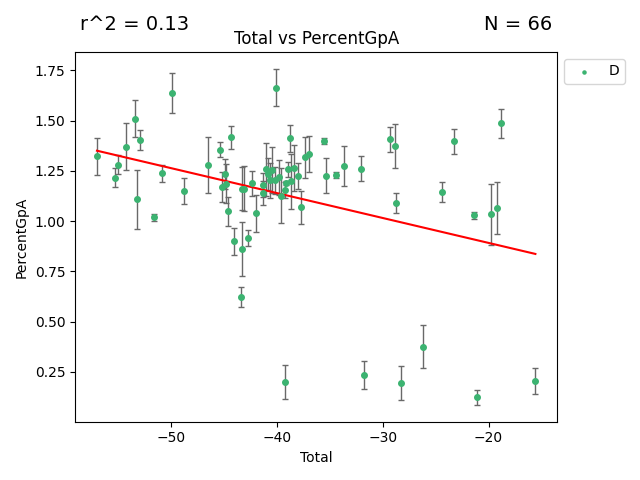 r^2 = 0.13
N = 66
Total vs PercentGpA
D
PercentGpA
1.75
1.50
1.25
1.00
0.75
0.50
0.25
−50
−40
−30
−20
Total